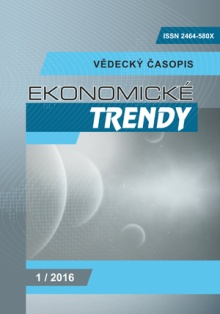 ISSN 2464-580X
VĚDECKÝ ČASOPIS
EKONOMICKÉ
TRENDY
1 / 2016